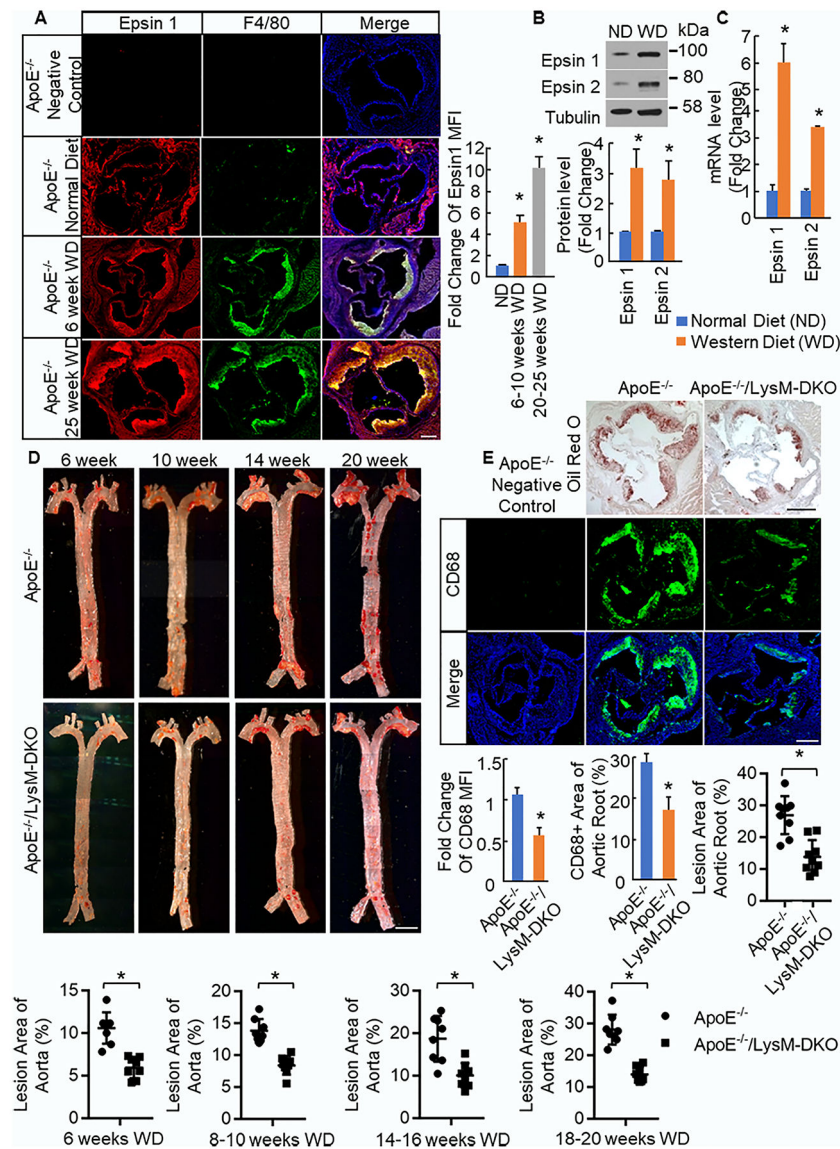 A
Epsin 1
F4/80
Merge
ApoE-/-
Negative
Control
ApoE-/-
Normal Diet
ApoE-/-
6 week WD
ApoE-/-
25 week WD
Fold Change Of Epsin1 MFI
12
10
8
6
4
2
0
*
*
ND
6-10 weeks WD
20-25 weeks WD
B
ND WD kDa
Epsin 1
100
Epsin 2
80
Tubulin
58
Protein level
(Fold Change)
4
3
2
1
0
*
*
Epsin 1
Epsin 2
C
mRNA level
(Fold Change)
7
6
5
4
3
2
1
0
*
*
Epsin 1
Epsin 2
Normal Diet (ND)
Western Diet (WD)
D
6 week
10 week
14 week
20 week
ApoE-/-
ApoE-/-/LysM-DKO
E
ApoE-/-
Negative
Control
ApoE-/-
ApoE-/-/LysM-DKO
Oil Red O
CD68
Merge
Fold Change
Of CD68 MFI
1.5
1
0.5
0
*
ApoE-/-
ApoE-/-/
LysM-DKO
CD68+ Area of
Aortic Root (%)
30
20
10
0
*
ApoE-/-
ApoE-/-/
LysM-DKO
Lesion Area of
Aortic Root (%)
40
30
20
10
0
*
ApoE-/-
ApoE-/-/
LysM-DKO
Lesion Area of
Aorta (%)
15
10
5
0
*
6 weeks WD
Lesion Area of
Aorta (%)
20
15
10
5
0
*
8-10 weeks WD
Lesion Area of
Aorta (%)
30
20
10
0
*
14-16 weeks WD
Lesion Area of
Aorta (%)
40
30
20
10
0
*
18-20 weeks WD
ApoE-/-
ApoE-/-/LysM-DKO